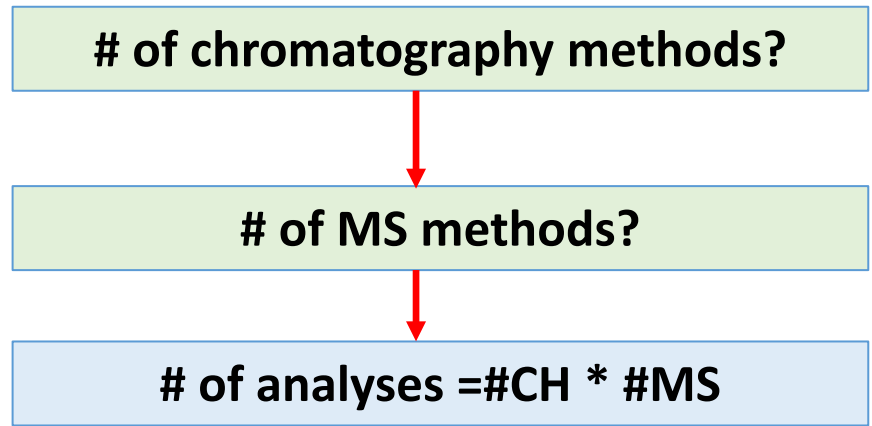 # of chromatography methods?
# of MS methods?
# of analyses =#CH * #MS